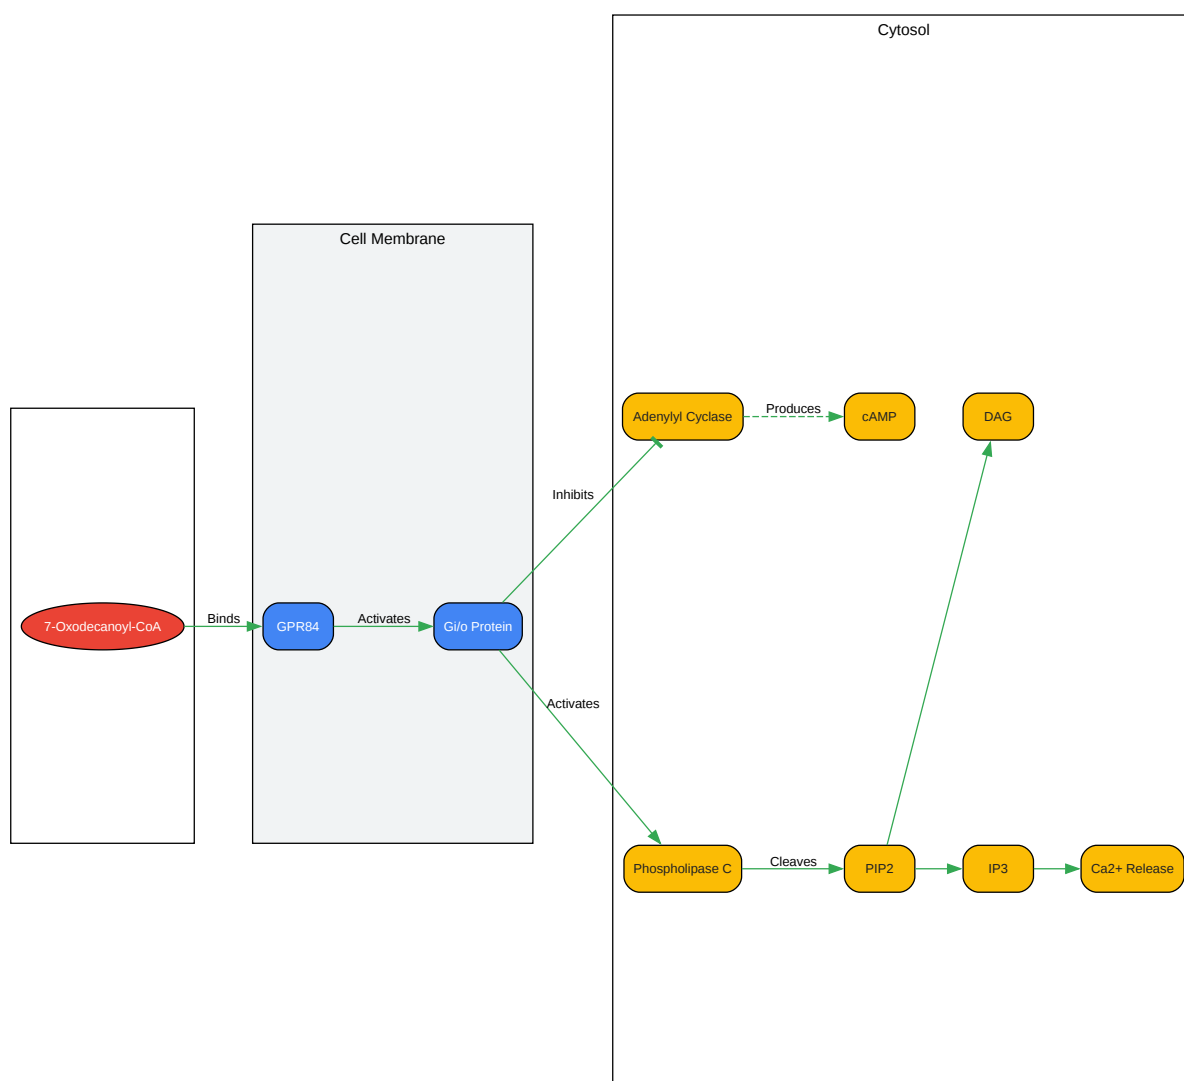 Cytosol
Cell Membrane
Adenylyl Cyclase
Produces
cAMP
DAG
Inhibits
7-Oxodecanoyl-CoA
Binds
GPR84
Activates
Gi/o Protein
Activates
Phospholipase C
Cleaves
PIP2
IP3
Ca2+ Release